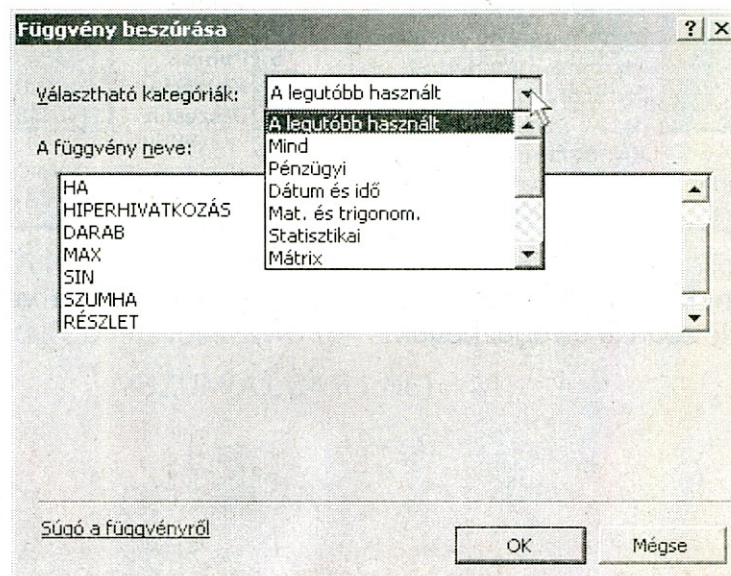 Függvény beszúrása
Választható kategóriák:
A legutóbb használt
A legutóbb használt
Mind
Pénzügyi
Dátum és idő
Mat. és trigonom.
Statisztikai
Mátrix
A függvény neve:
HA
HIPERHIVATKOZÁS
DARAB
MAX
SIN
SZUMHA
RÉSZLET
Súgó a függvényről
OK
Mégse